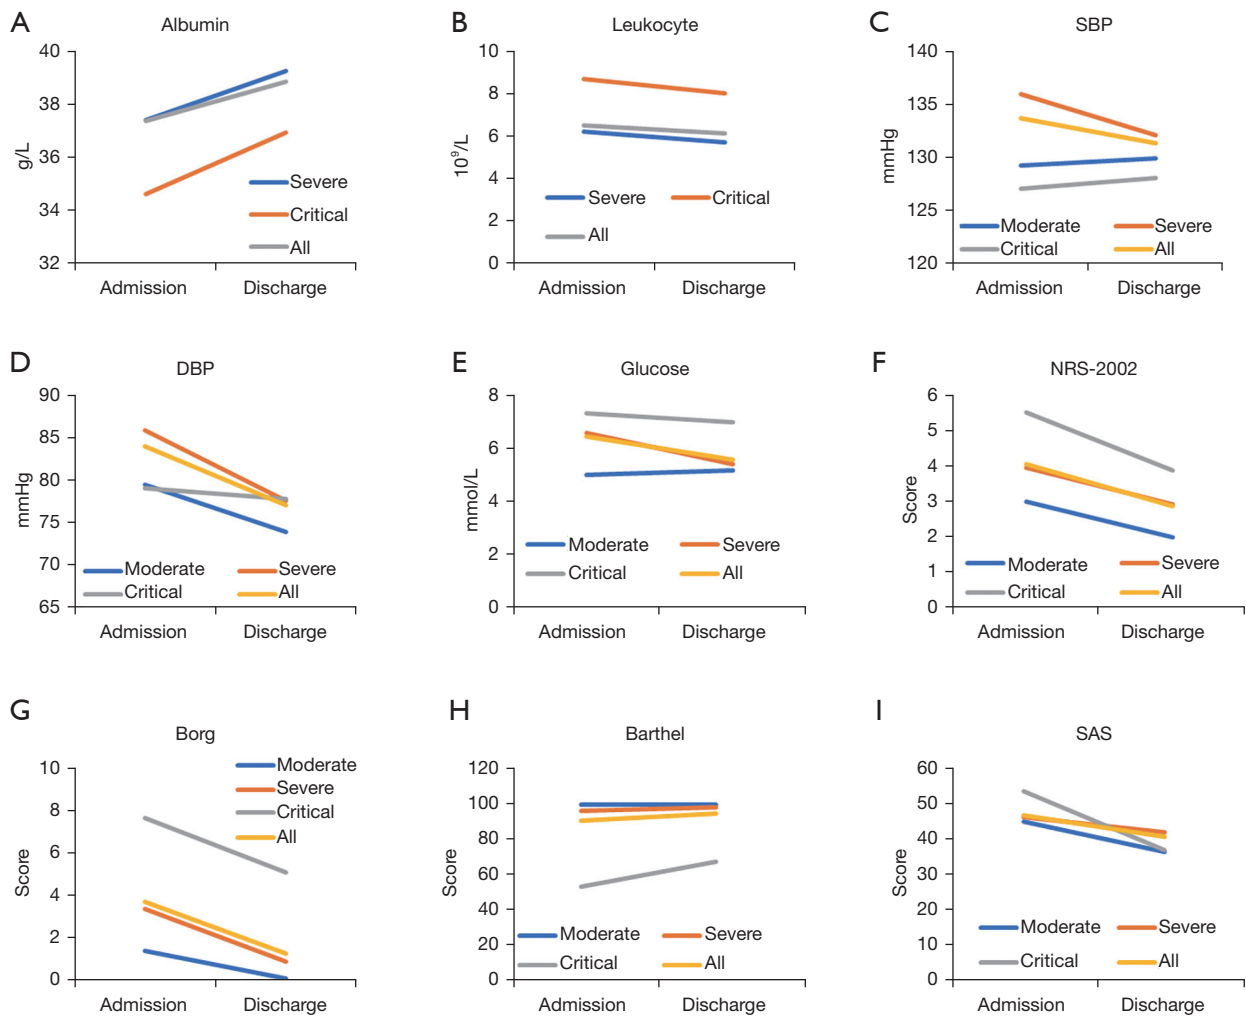 A
Albumin
40
38
36
34
32
g/L
Severe
Critical
All
Admission Discharge
B
Leukocyte
10
8
6
4
2
0
10⁹/L
Severe Critical
All
Admission Discharge
C
SBP
140
135
130
125
120
mmHg
Moderate Severe
Critical All
Admission Discharge
D
DBP
90
85
80
75
70
65
mmHg
Moderate Severe
Critical All
Admission Discharge
E
Glucose
8
6
4
2
0
mmol/L
Moderate Severe
Critical All
Admission Discharge
F
NRS-2002
6
5
4
3
2
1
0
Score
Moderate Severe
Critical All
Admission Discharge
G
Borg
10
8
6
4
2
0
Score
Moderate
Severe
Critical
All
Admission Discharge
H
Barthel
120
100
80
60
40
20
0
Score
Moderate Severe
Critical All
Admission Discharge
I
SAS
60
50
40
30
20
10
0
Score
Moderate Severe
Critical All
Admission Discharge